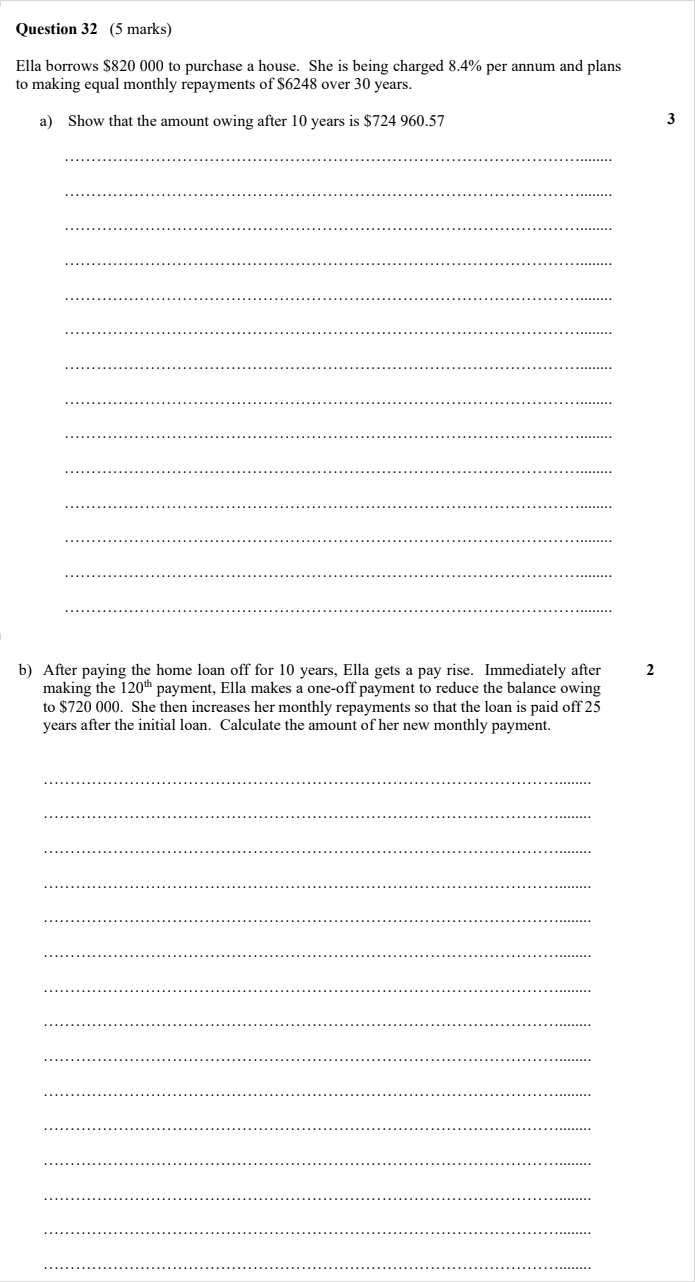 Question 32 (5 marks)
Ella borrows $820 000 to purchase a house. She is being charged 8.4% per annum and plans
to making equal monthly repayments of $6248 over 30 years.
a) Show that the amount owing after 10 years is $724 960.57
3
b) After paying the home loan off for 10 years, Ella gets a pay rise. Immediately after
2
making the 120th payment, Ella makes a one-off payment to reduce the balance owing
to $720 000. She then increases her monthly repayments so that the loan is paid off 25
years after the initial loan. Calculate the amount of her new monthly payment.